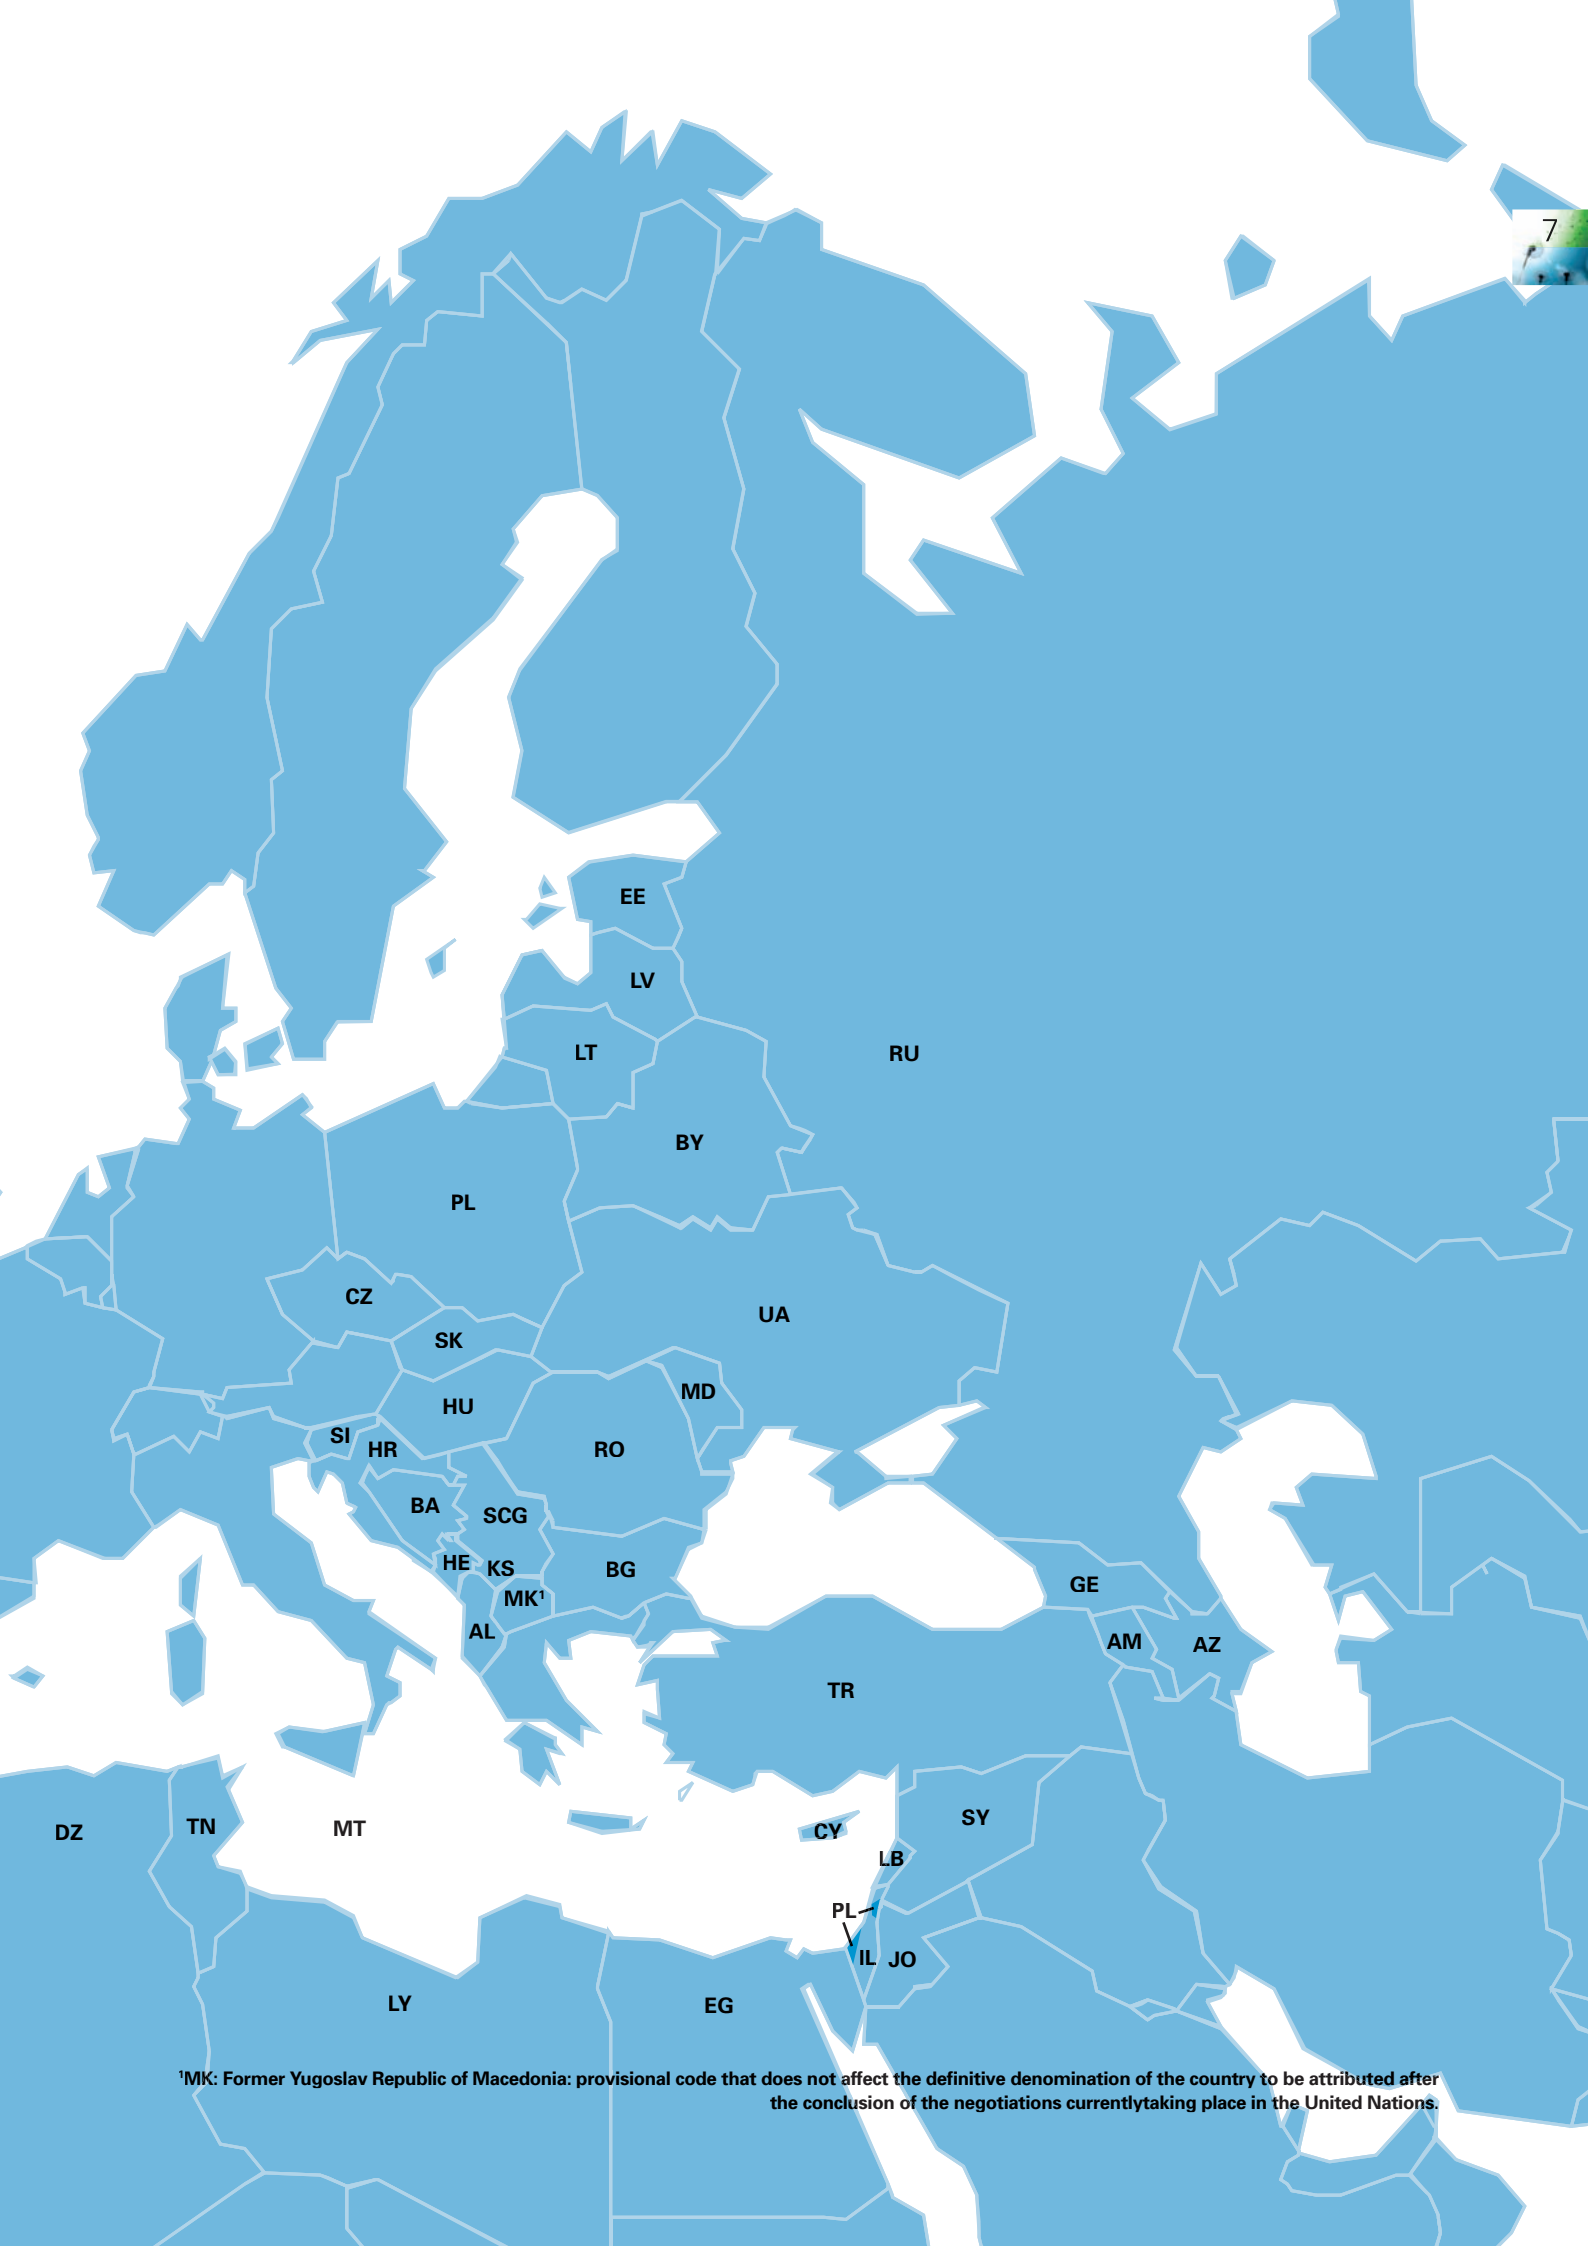 7
EE
LV
LT
RU
BY
PL
CZ
UA
SK
MD
HU
SI
HR
RO
BA
SCG
HE
KS
BG
MK¹
GE
AL
AM
AZ
TR
SY
DZ
TN
MT
CY
LB
PL
IL
JO
LY
EG
¹MK: Former Yugoslav Republic of Macedonia: provisional code that does not affect the definitive denomination of the country to be attributed after
the conclusion of the negotiations currentlytaking place in the United Nations.